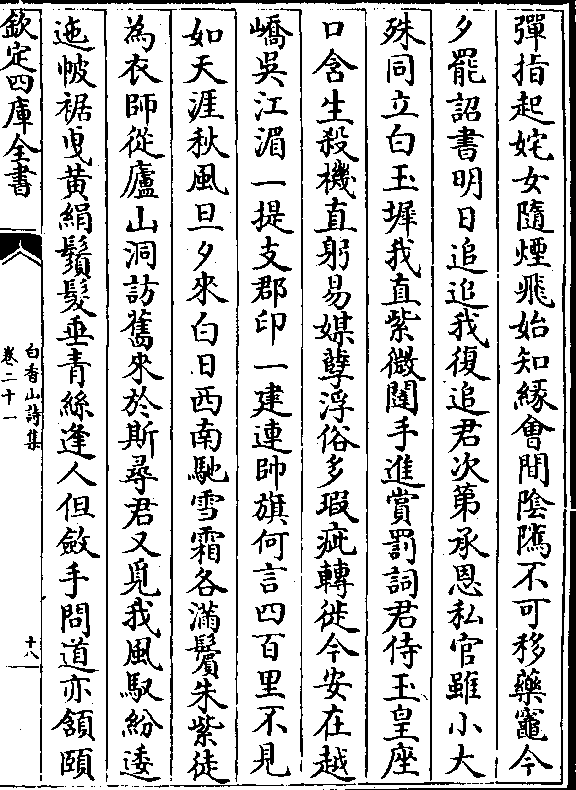 彈指起姹女隨煙飛始知緣會間陰隲不可移藥竈今
夕罷詔書明日追追我復追君次第承恩私官雖小大
殊同立白玉墀我直紫微闥手進賞罰詞君侍玉皇座
口含生殺機直躬易媒孽浮俗多瑕疵轉徙今安在越
嶠吳江湄一提支郡印一建連帥旗何言四百里不見
如天涯秋風旦夕來白日西南馳雪霜各滿鬢朱紫徒
為衣師從廬山洞訪舊來於斯尋君又覓我風馭紛逶
迤帔裾曳黄絹鬚髮垂青絲逢人但斂手問道亦頷頤
欽定四庫全書
白香山詩集
卷二十一
十八